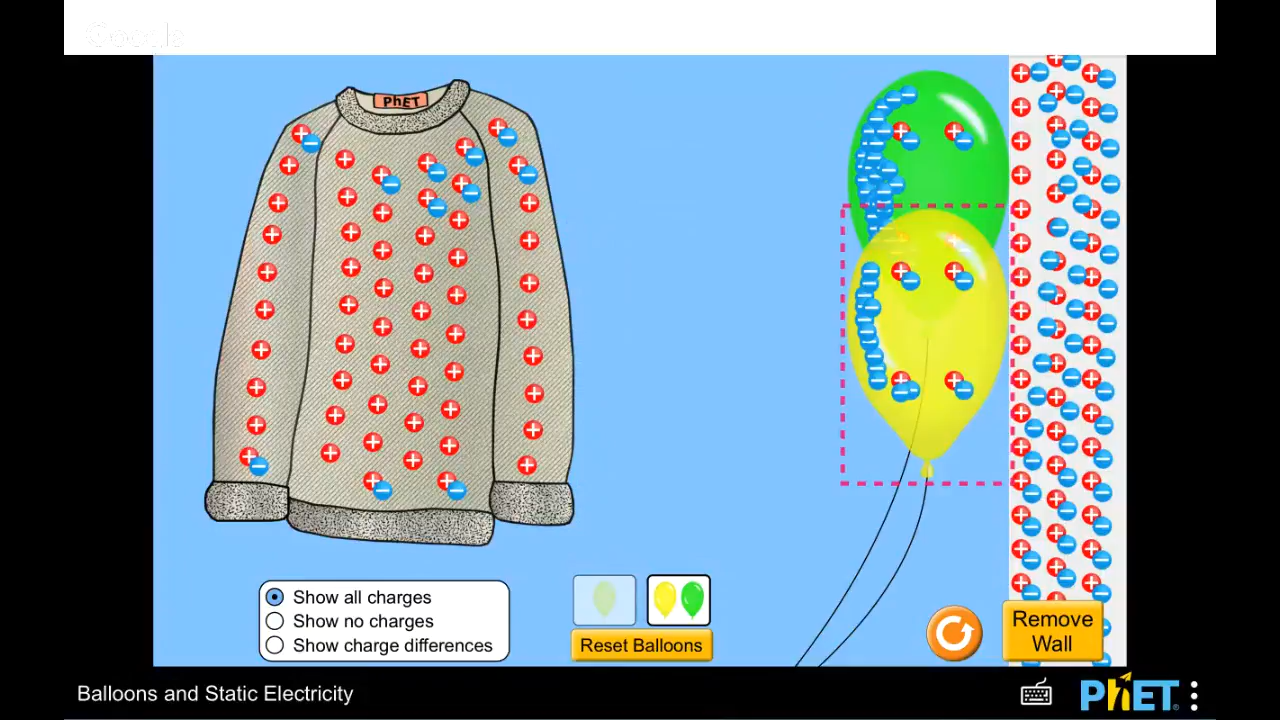 PhET
Show all charges
Show no charges
Show charge differences
Reset Balloons
Remove
Wall
Balloons and Static Electricity
PhET